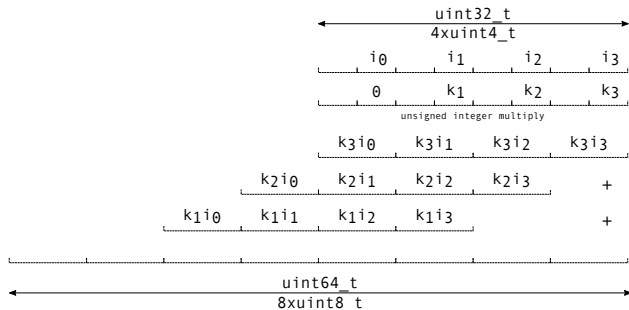 uint32_t
4xuint4_t
i0 i1 i2 i3
0 k1 k2 k3
unsigned integer multiply
k3i0 k3i1 k3i2 k3i3
k2i0 k2i1 k2i2 k2i3 +
k1i0 k1i1 k1i2 k1i3 +
uint64_t
8xuint8 t